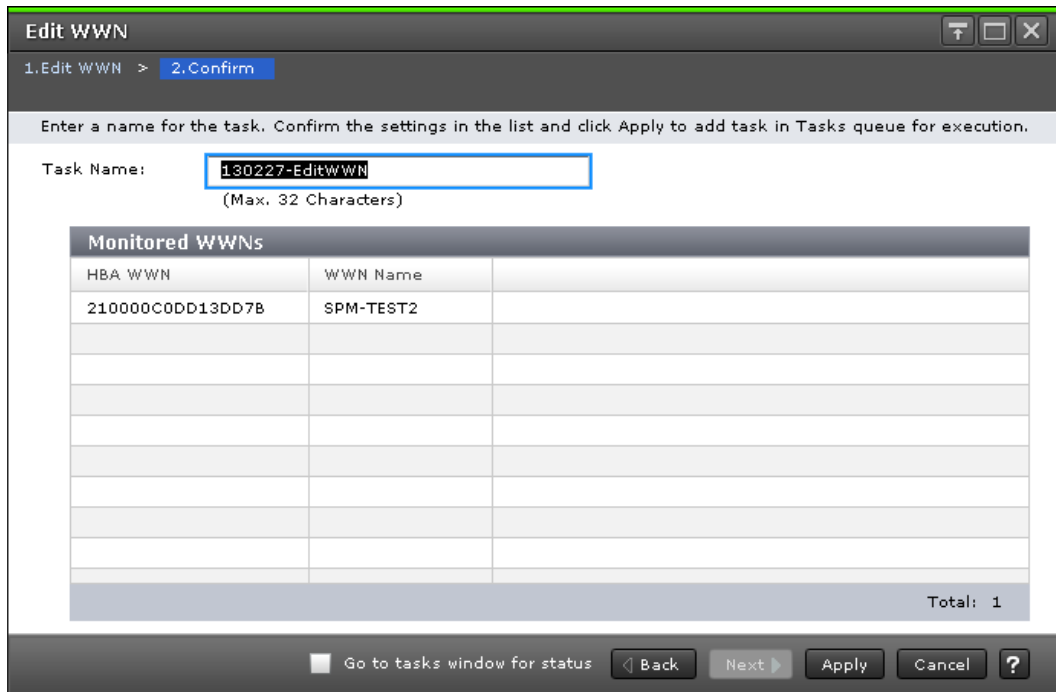 Edit WWN
1.Edit WWN > 2.Confirm
Enter a name for the task. Confirm the settings in the list and click Apply to add task in Tasks queue for execution.
Task Name: 130227-EditWWN
(Max. 32 Characters)
Monitored WWNs
HBA WWN WWN Name
210000C0DD13DD7B SPM-TEST2
Total: 1
Go to tasks window for status Back Next Apply Cancel ?